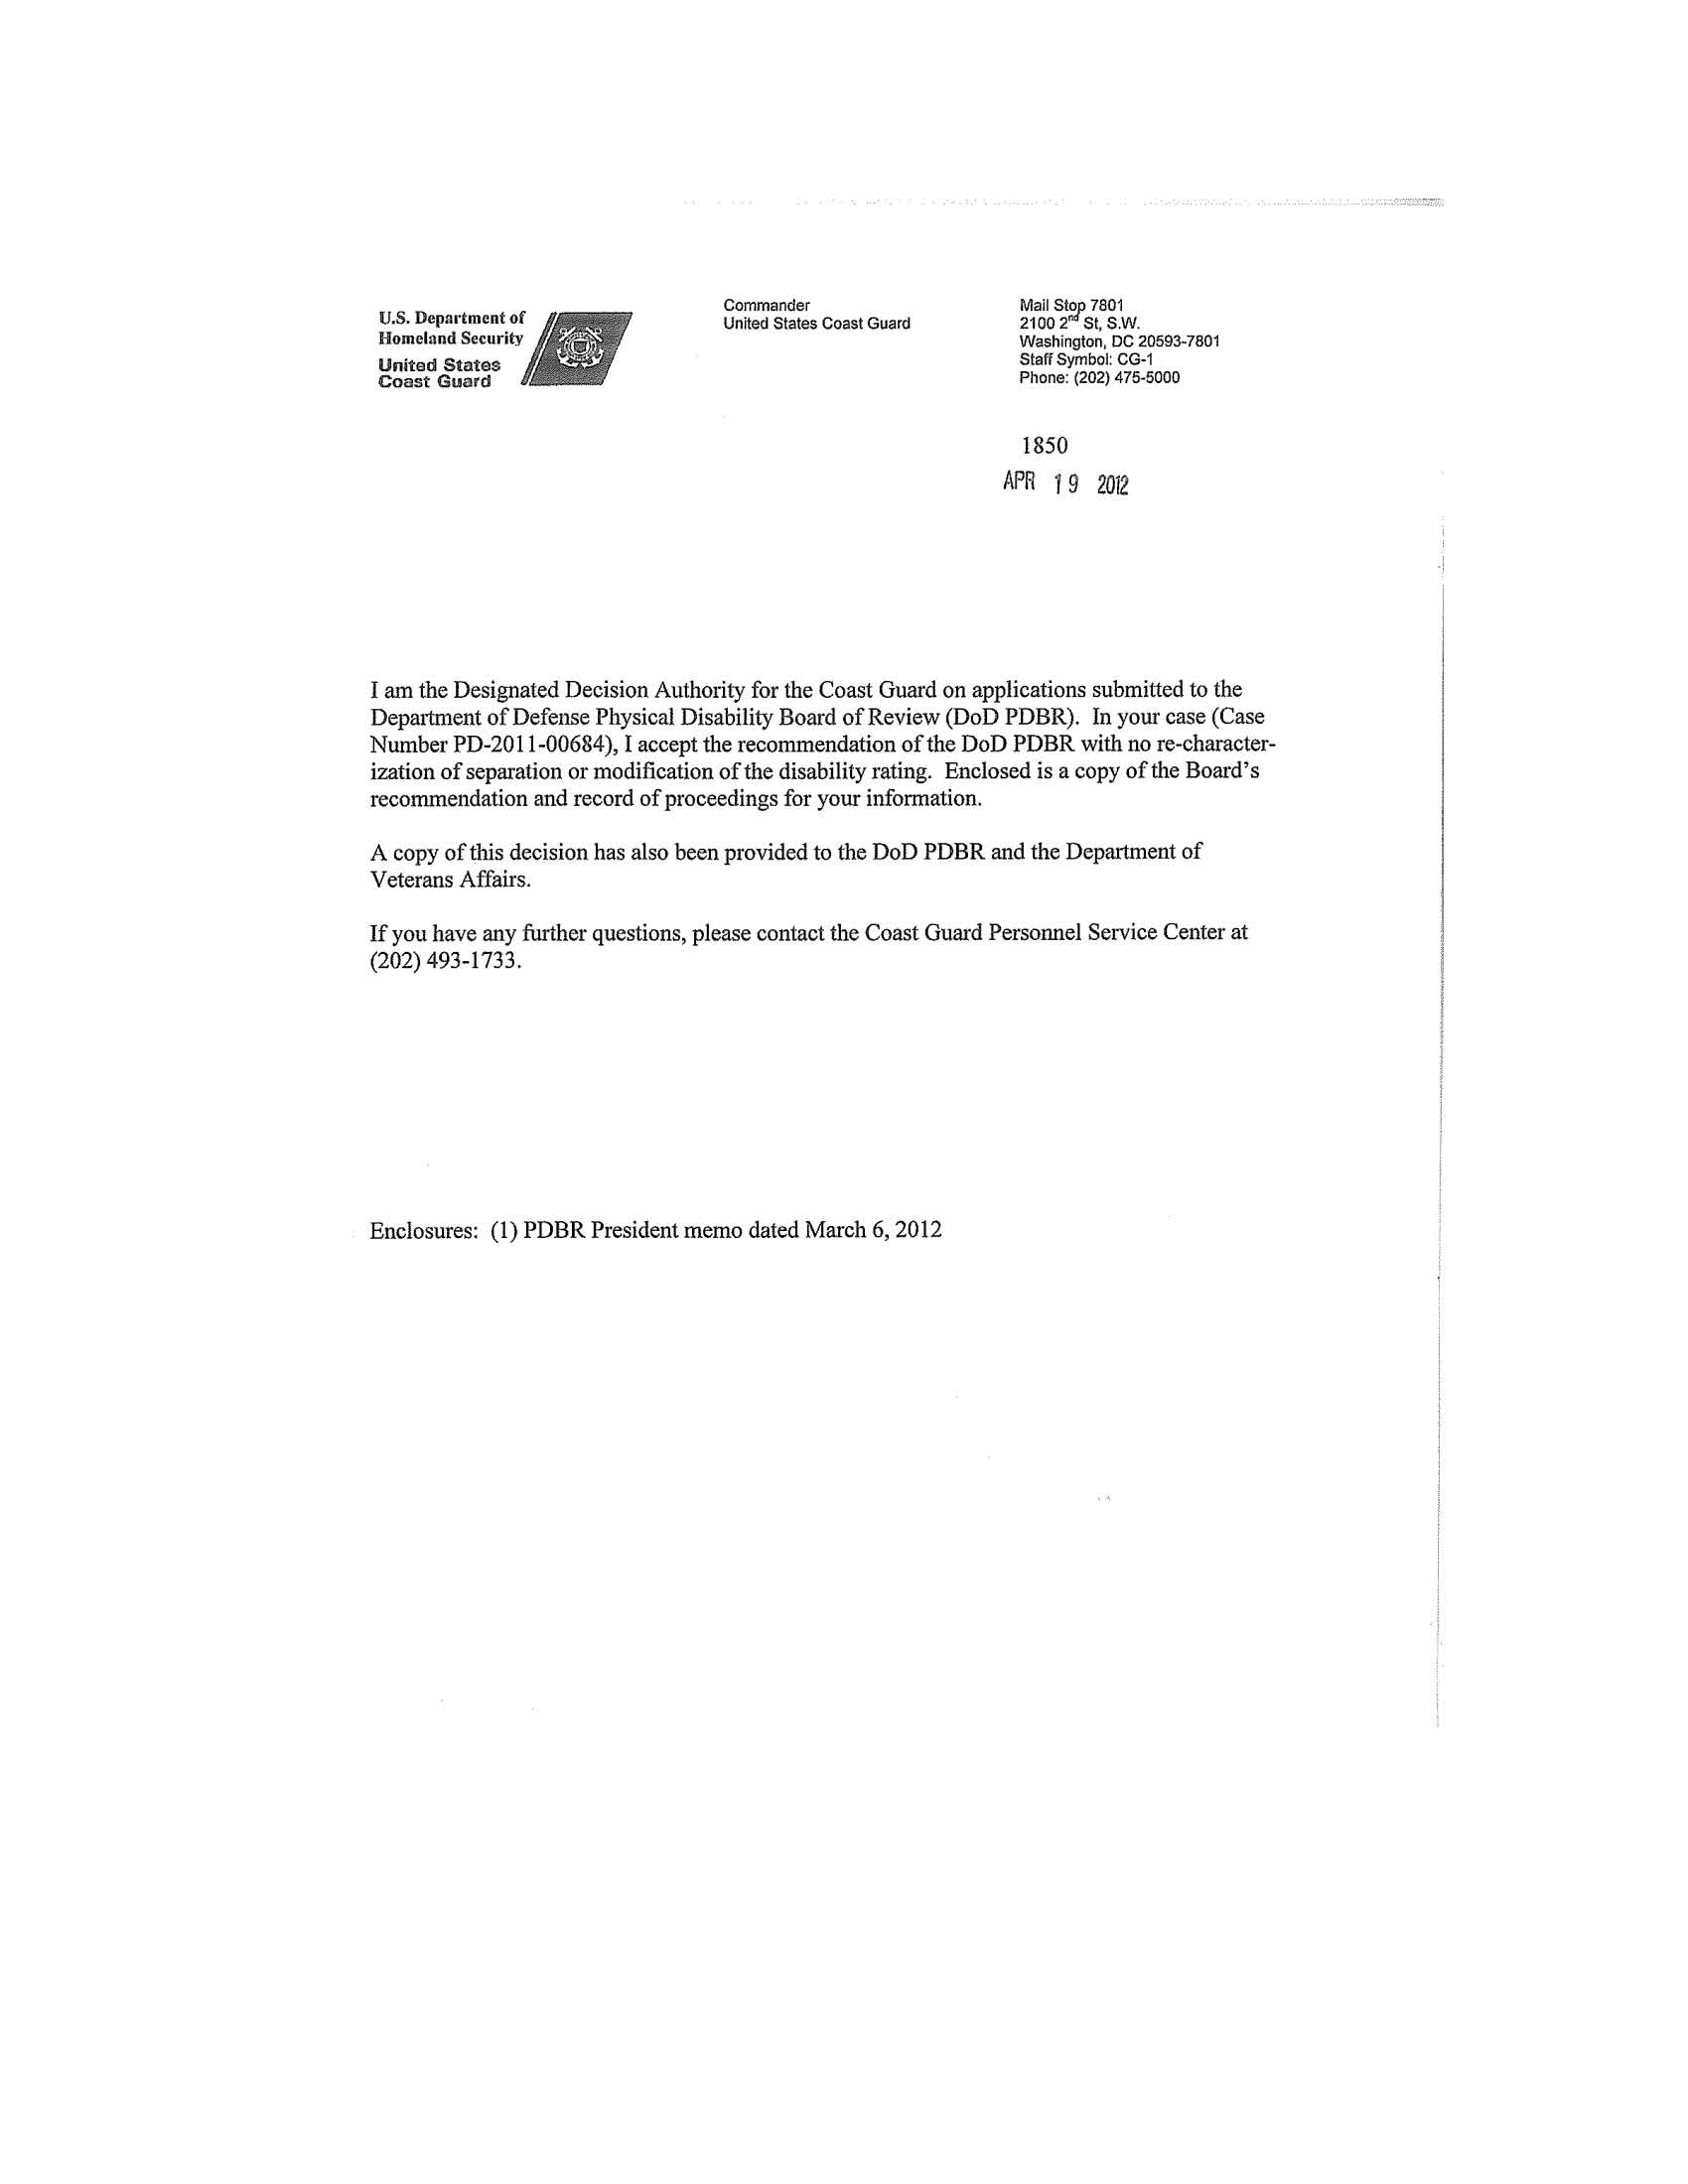 U.S. Department of
Homeland Security
United States
Coast Guard
Commander
United States Coast Guard
Mail Stop 7801
2100 2nd St, S.W.
Washington, DC 20593-7801
Staff Symbol: CG-1
Phone: (202) 475-5000
1850
APR 19 2012
I am the Designated Decision Authority for the Coast Guard on applications submitted to the
Department of Defense Physical Disability Board of Review (DoD PDBR). In your case (Case
Number PD-2011-00684), I accept the recommendation of the DoD PDBR with no re-character-
ization of separation or modification of the disability rating. Enclosed is a copy of the Board's
recommendation and record of proceedings for your information.
A copy of this decision has also been provided to the DoD PDBR and the Department of
Veterans Affairs.
If you have any further questions, please contact the Coast Guard Personnel Service Center at
(202) 493-1733.
Enclosures: (1) PDBR President memo dated March 6, 2012